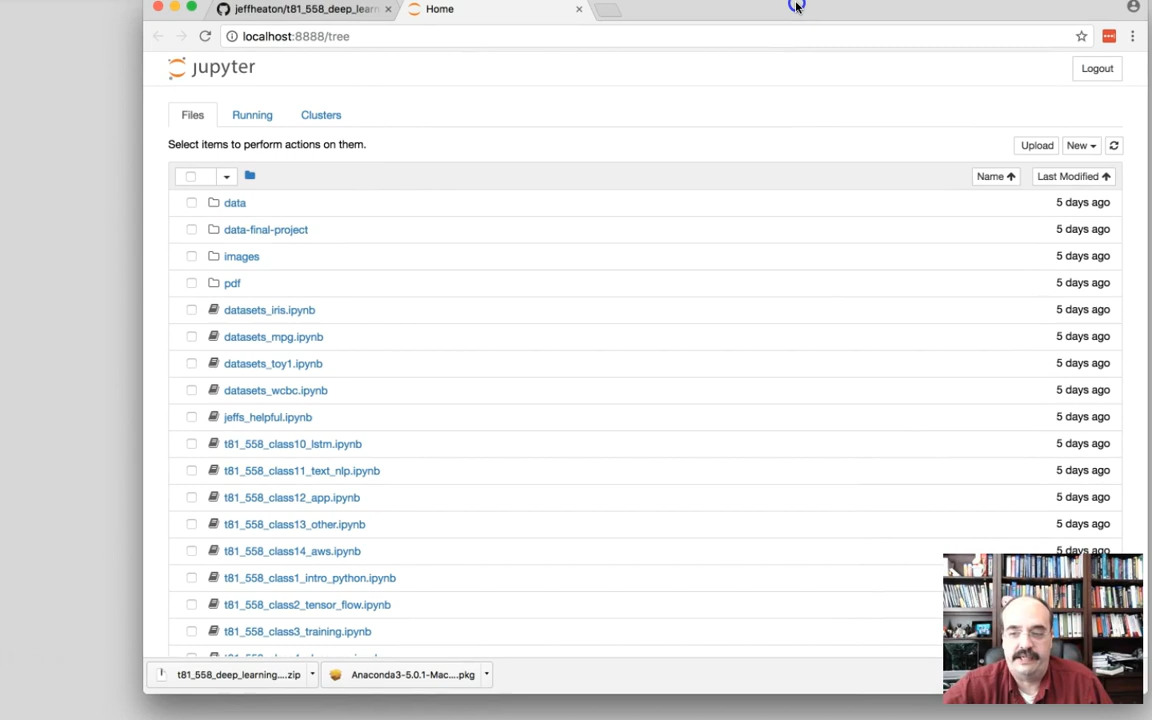 jeffheaton/t81_558_deep_learn
Home
localhost:8888/tree
jupyter
Logout
Files
Running
Clusters
Select items to perform actions on them.
Upload
New
Name
Last Modified
data
5 days ago
data-final-project
5 days ago
images
5 days ago
pdf
5 days ago
datasets_iris.ipynb
5 days ago
datasets_mpg.ipynb
5 days ago
datasets_toy1.ipynb
5 days ago
datasets_wcbc.ipynb
5 days ago
jeffs_helpful.ipynb
5 days ago
t81_558_class10_lstm.ipynb
5 days ago
t81_558_class11_text_nlp.ipynb
5 days ago
t81_558_class12_app.ipynb
5 days ago
t81_558_class13_other.ipynb
5 days ago
t81_558_class14_aws.ipynb
5 days ago
t81_558_class1_intro_python.ipynb
t81_558_class2_tensor_flow.ipynb
t81_558_class3_training.ipynb
t81_558_deep_learning....zip
Anaconda3-5.0.1-Mac....pkg